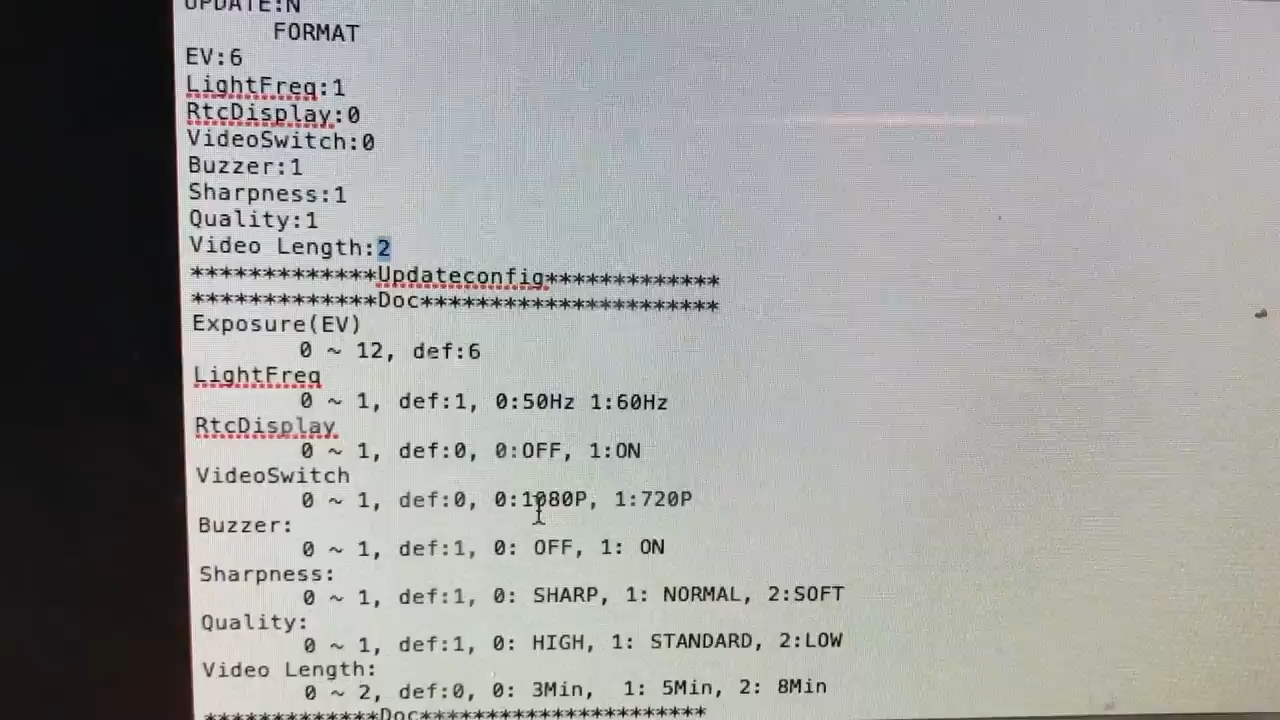 UPDATE:N
FORMAT
EV:6
LightFreq:1
RtcDisplay:0
VideoSwitch:0
Buzzer:1
Sharpness:1
Quality:1
Video Length:2
*************Updateconfig************
*************Doc*********************
Exposure(EV)
0 ~ 12, def:6
LightFreq
0 ~ 1, def:1, 0:50Hz 1:60Hz
RtcDisplay
0 ~ 1, def:0, 0:OFF, 1:ON
VideoSwitch
0 ~ 1, def:0, 0:1080P, 1:720P
Buzzer:
0 ~ 1, def:1, 0: OFF, 1: ON
Sharpness:
0 ~ 1, def:1, 0: SHARP, 1: NORMAL, 2:SOFT
Quality:
0 ~ 1, def:1, 0: HIGH, 1: STANDARD, 2:LOW
Video Length:
0 ~ 2, def:0, 0: 3Min, 1: 5Min, 2: 8Min
*************Doc*********************